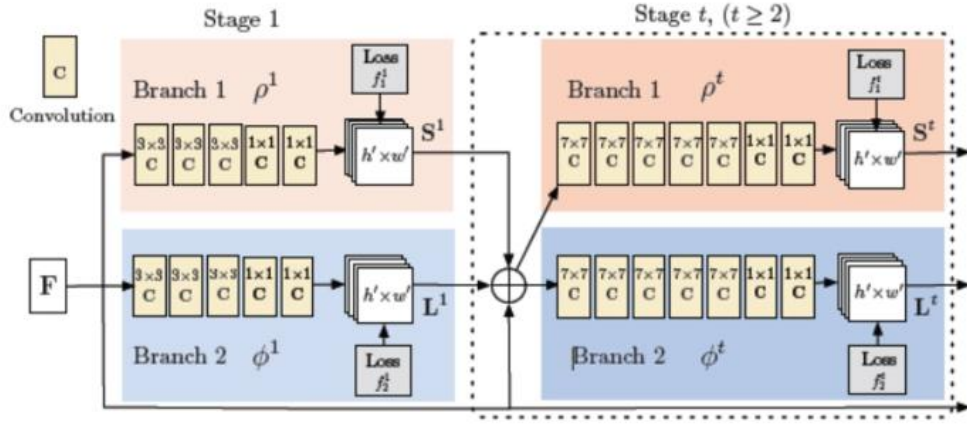 Stage 1
Stage t, (t ≥ 2)
C
Convolution
Branch 1 ρ¹
Loss
f₁¹
3×3 C
3×3 C
3×3 C
1×1 C
1×1 C
h′×w′
S¹
Branch 1 ρᵗ
Loss
f₁ᵗ
7×7 C
7×7 C
7×7 C
7×7 C
7×7 C
1×1 C
1×1 C
h′×w′
Sᵗ
F
3×3 C
3×3 C
3×3 C
1×1 C
1×1 C
h′×w′
L¹
Branch 2 ϕ¹
Loss
f₂¹
7×7 C
7×7 C
7×7 C
7×7 C
7×7 C
1×1 C
1×1 C
h′×w′
Lᵗ
Branch 2 ϕᵗ
Loss
f₂ᵗ